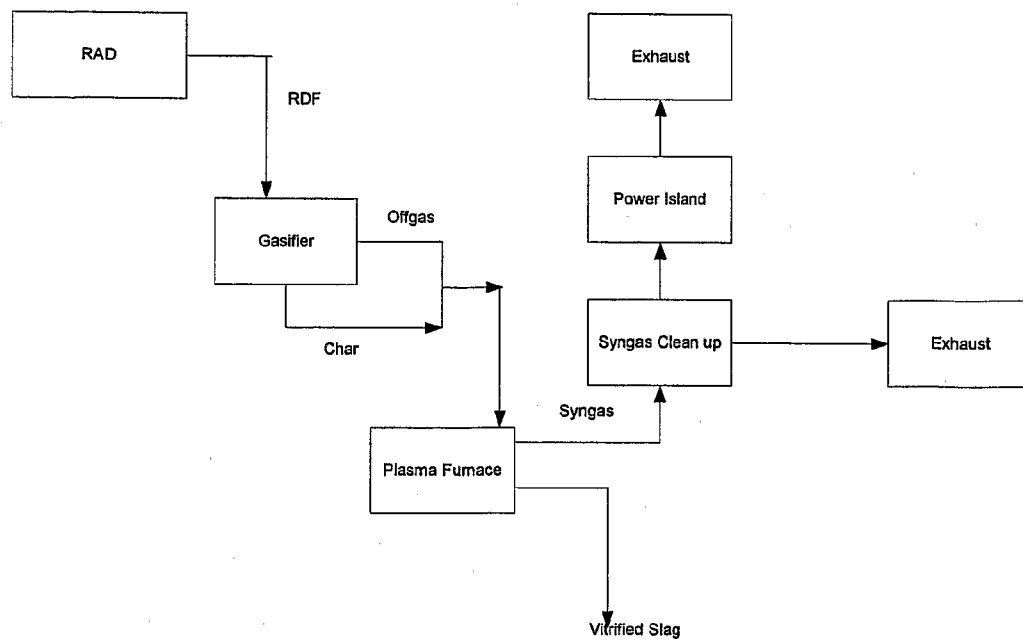 RAD
Exhaust
RDF
Power Island
Offgas
Gasifier
Syngas Clean up
Exhaust
Char
Syngas
Plasma Furnace
Vitrified Slag